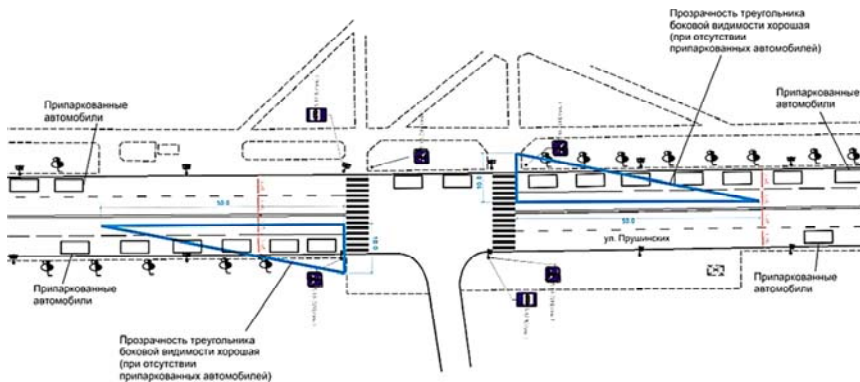 Прозрачность треугольника
боковой видимости хорошая
(при отсутствии
припаркованных автомобилей)
Припаркованные
автомобили
Припаркованные
автомобили
10.0
50.0
50.0
10.0
ул. Прушинских
Припаркованные
автомобили
Припаркованные
автомобили
Прозрачность треугольника
боковой видимости хорошая
(при отсутствии
припаркованных автомобилей)